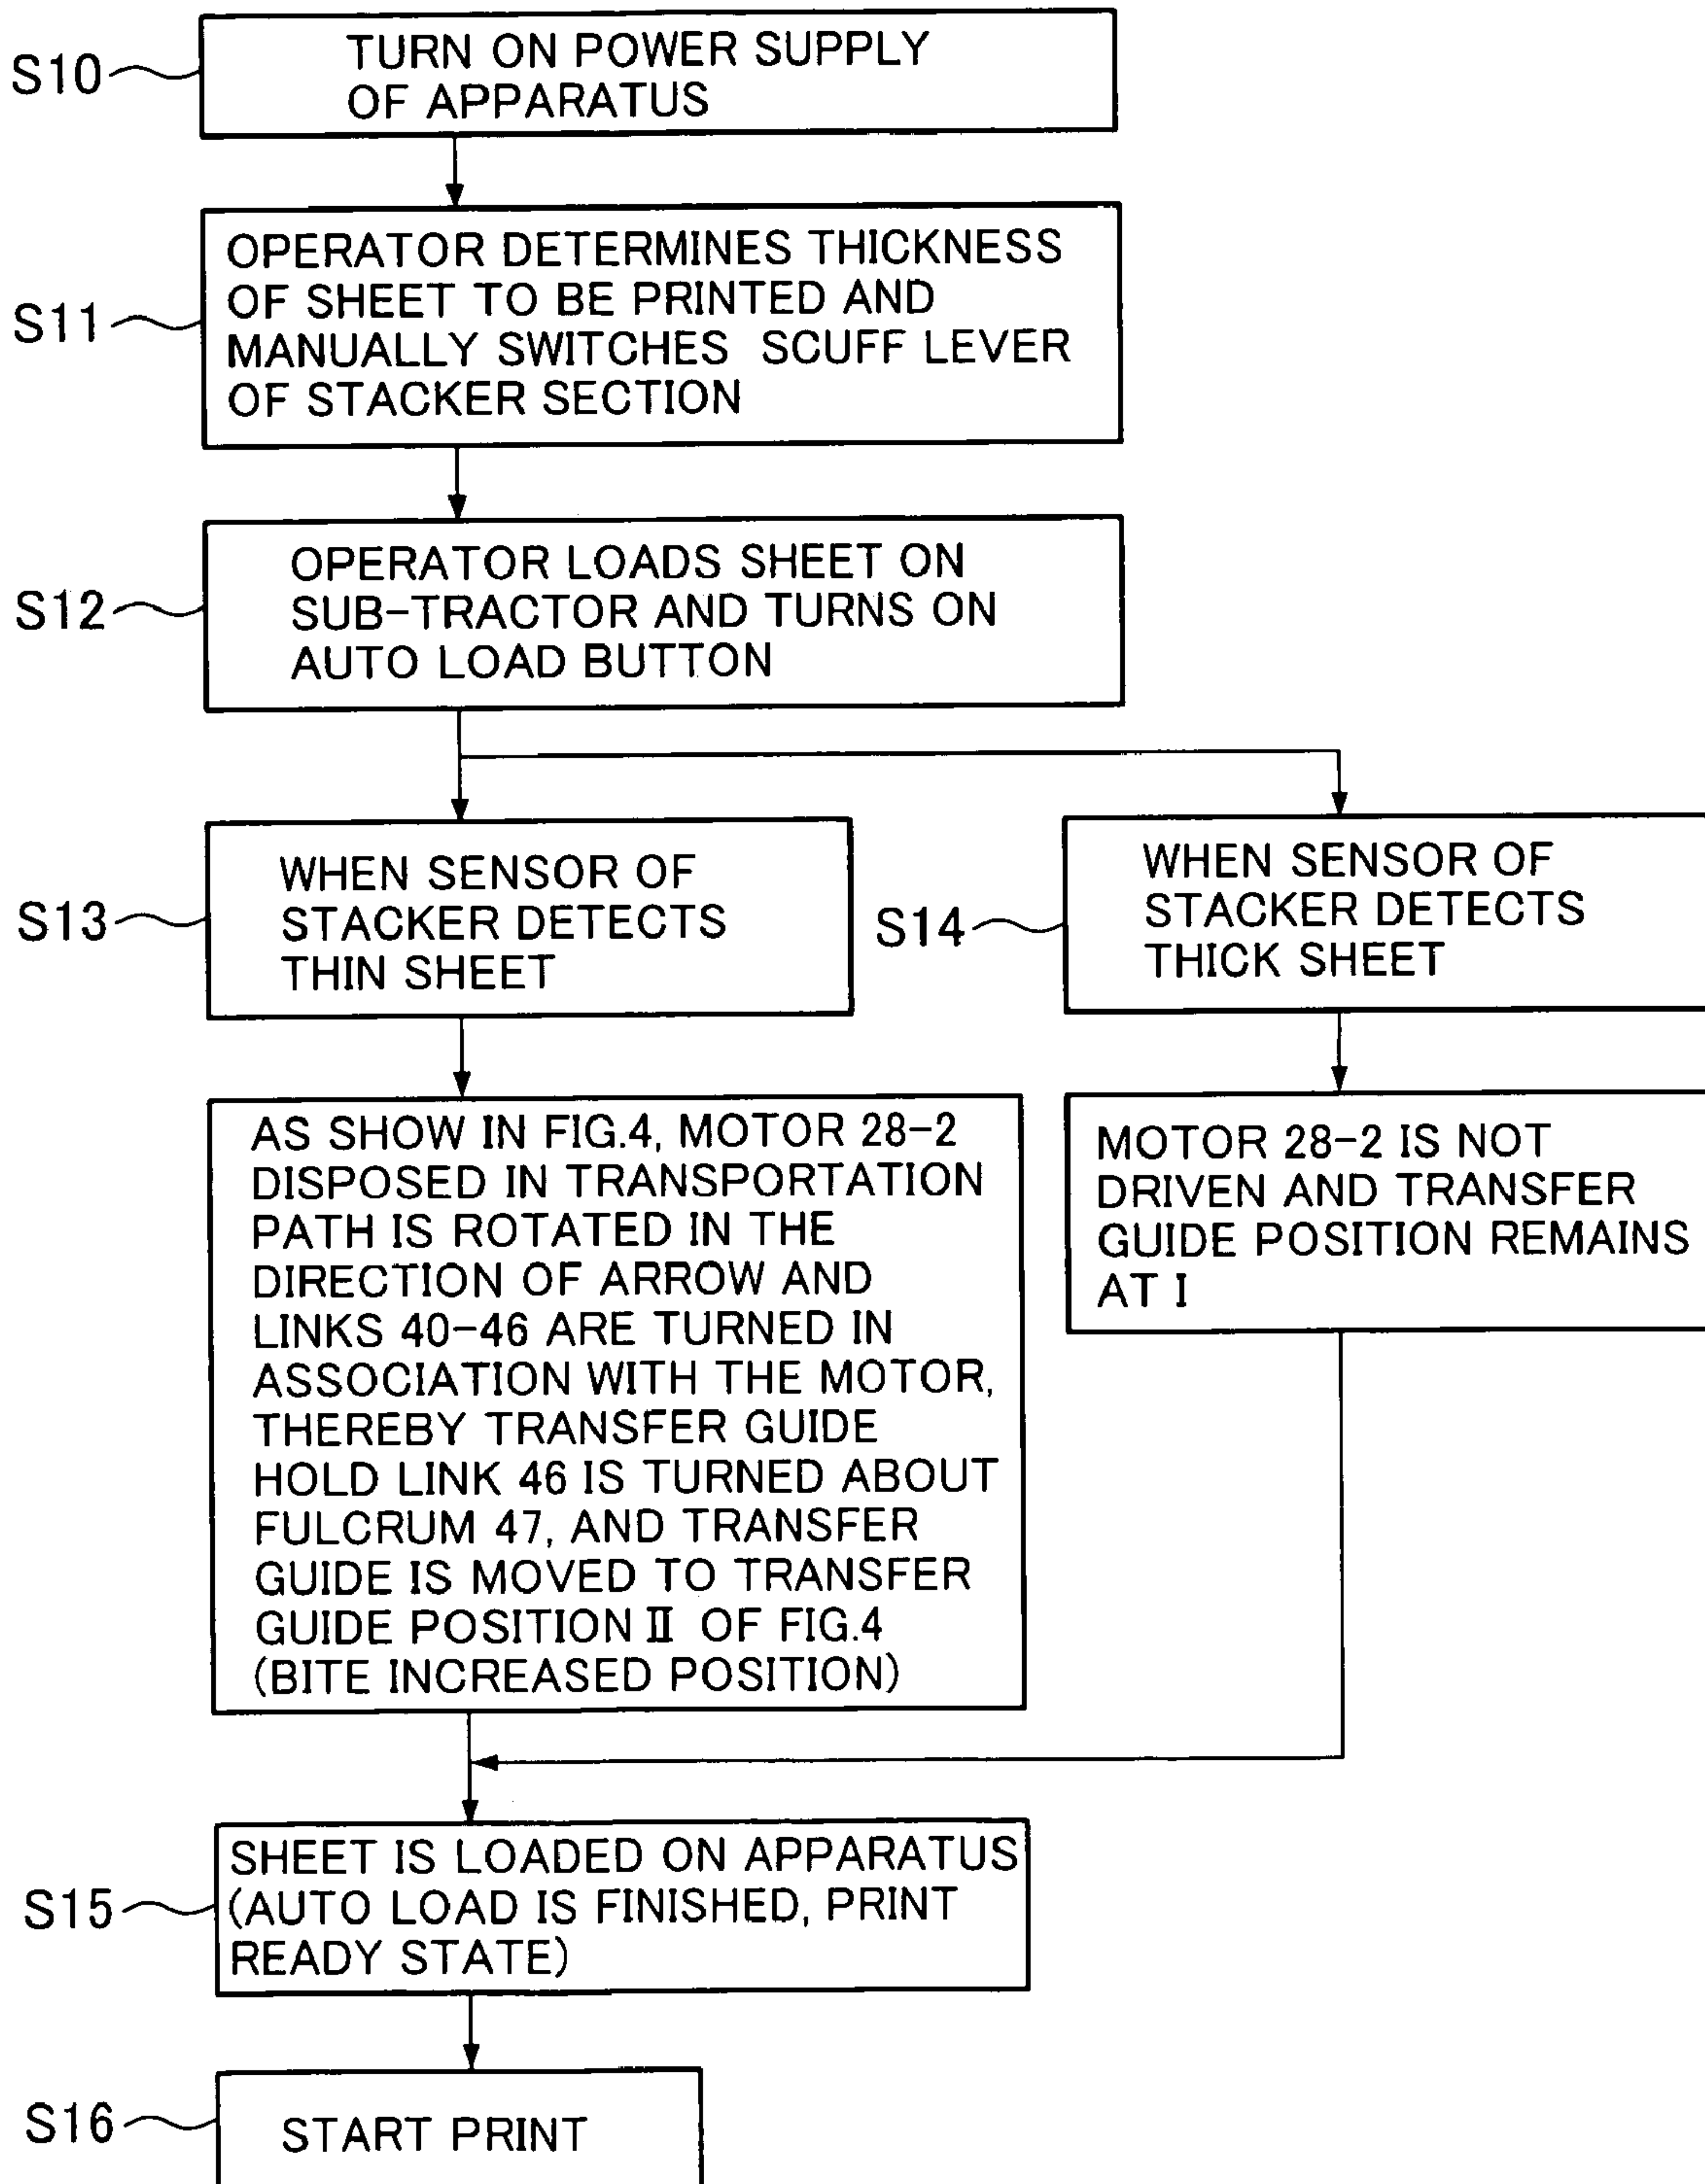 S10
TURN ON POWER SUPPLY
OF APPARATUS
S11
OPERATOR DETERMINES THICKNESS
OF SHEET TO BE PRINTED AND
MANUALLY SWITCHES SCUFF LEVER
OF STACKER SECTION
S12
OPERATOR LOADS SHEET ON
SUB-TRACTOR AND TURNS ON
AUTO LOAD BUTTON
S13
WHEN SENSOR OF
STACKER DETECTS
THIN SHEET
S14
WHEN SENSOR OF
STACKER DETECTS
THICK SHEET
AS SHOW IN FIG.4, MOTOR 28-2
DISPOSED IN TRANSPORTATION
PATH IS ROTATED IN THE
DIRECTION OF ARROW AND
LINKS 40-46 ARE TURNED IN
ASSOCIATION WITH THE MOTOR,
THEREBY TRANSFER GUIDE
HOLD LINK 46 IS TURNED ABOUT
FULCRUM 47, AND TRANSFER
GUIDE IS MOVED TO TRANSFER
GUIDE POSITION II OF FIG.4
(BITE INCREASED POSITION)
MOTOR 28-2 IS NOT
DRIVEN AND TRANSFER
GUIDE POSITION REMAINS
AT I
S15
SHEET IS LOADED ON APPARATUS
(AUTO LOAD IS FINISHED, PRINT
READY STATE)
S16
START PRINT